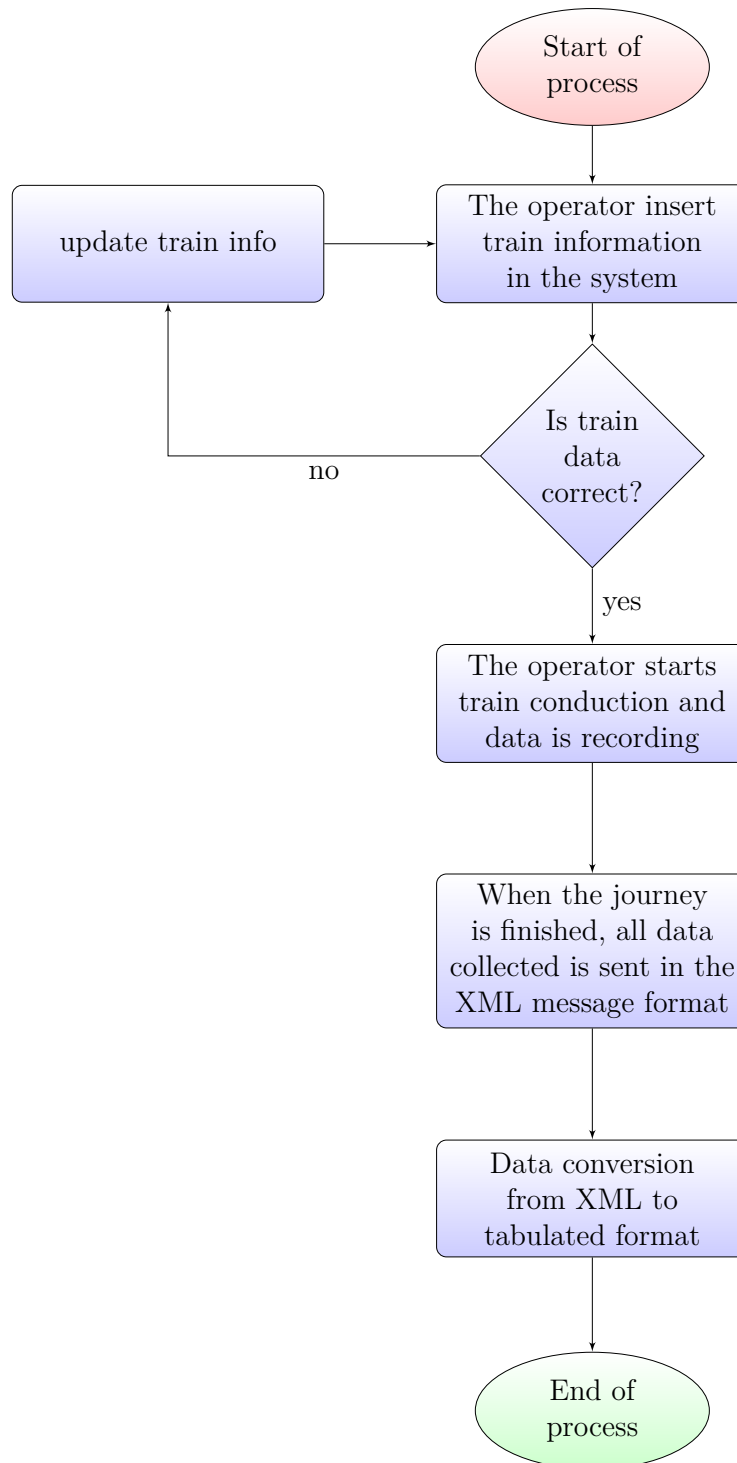 Start of
process
update train info
The operator insert
train information
in the system
Is train
data
correct?
no
yes
The operator starts
train conduction and
data is recording
When the journey
is finished, all data
collected is sent in the
XML message format
Data conversion
from XML to
tabulated format
End of
process